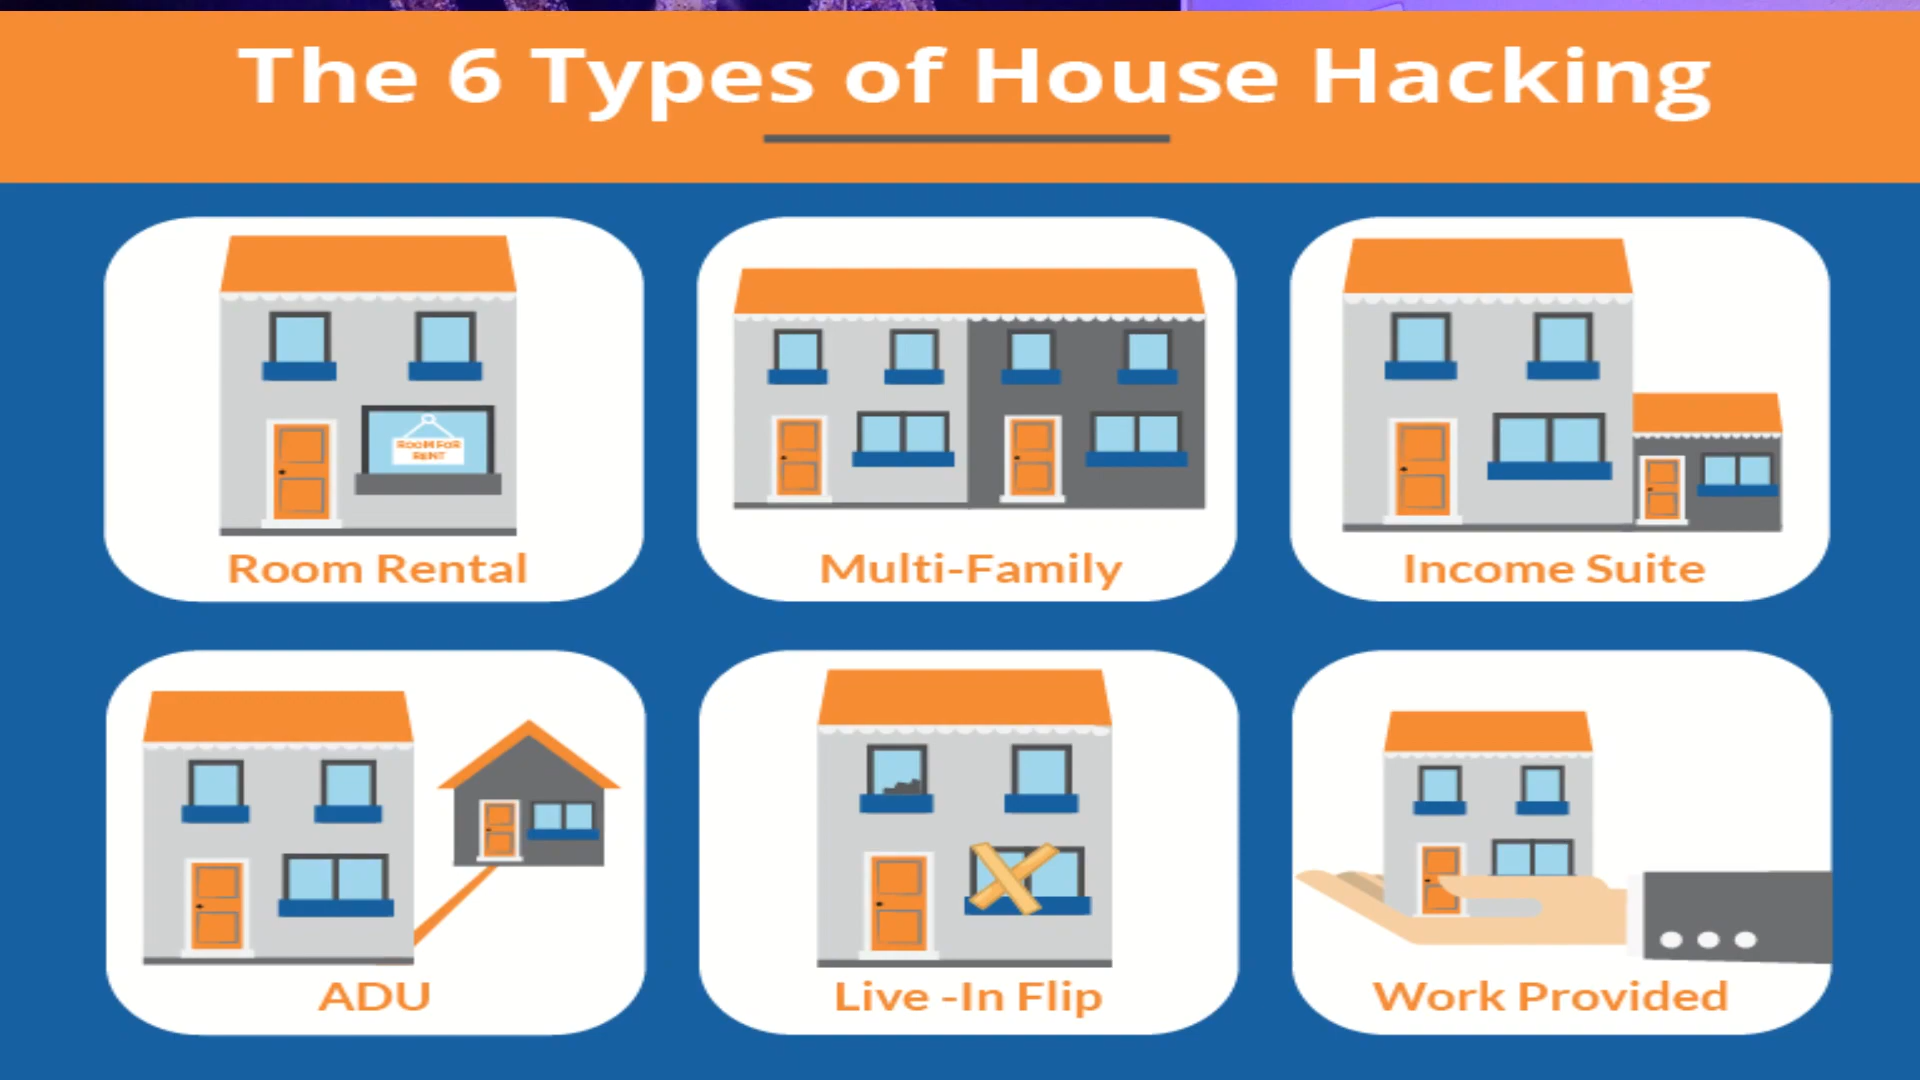 The 6 Types of House Hacking
ROOM FOR
RENT
Room Rental
Multi-Family
Income Suite
ADU
Live -In Flip
Work Provided